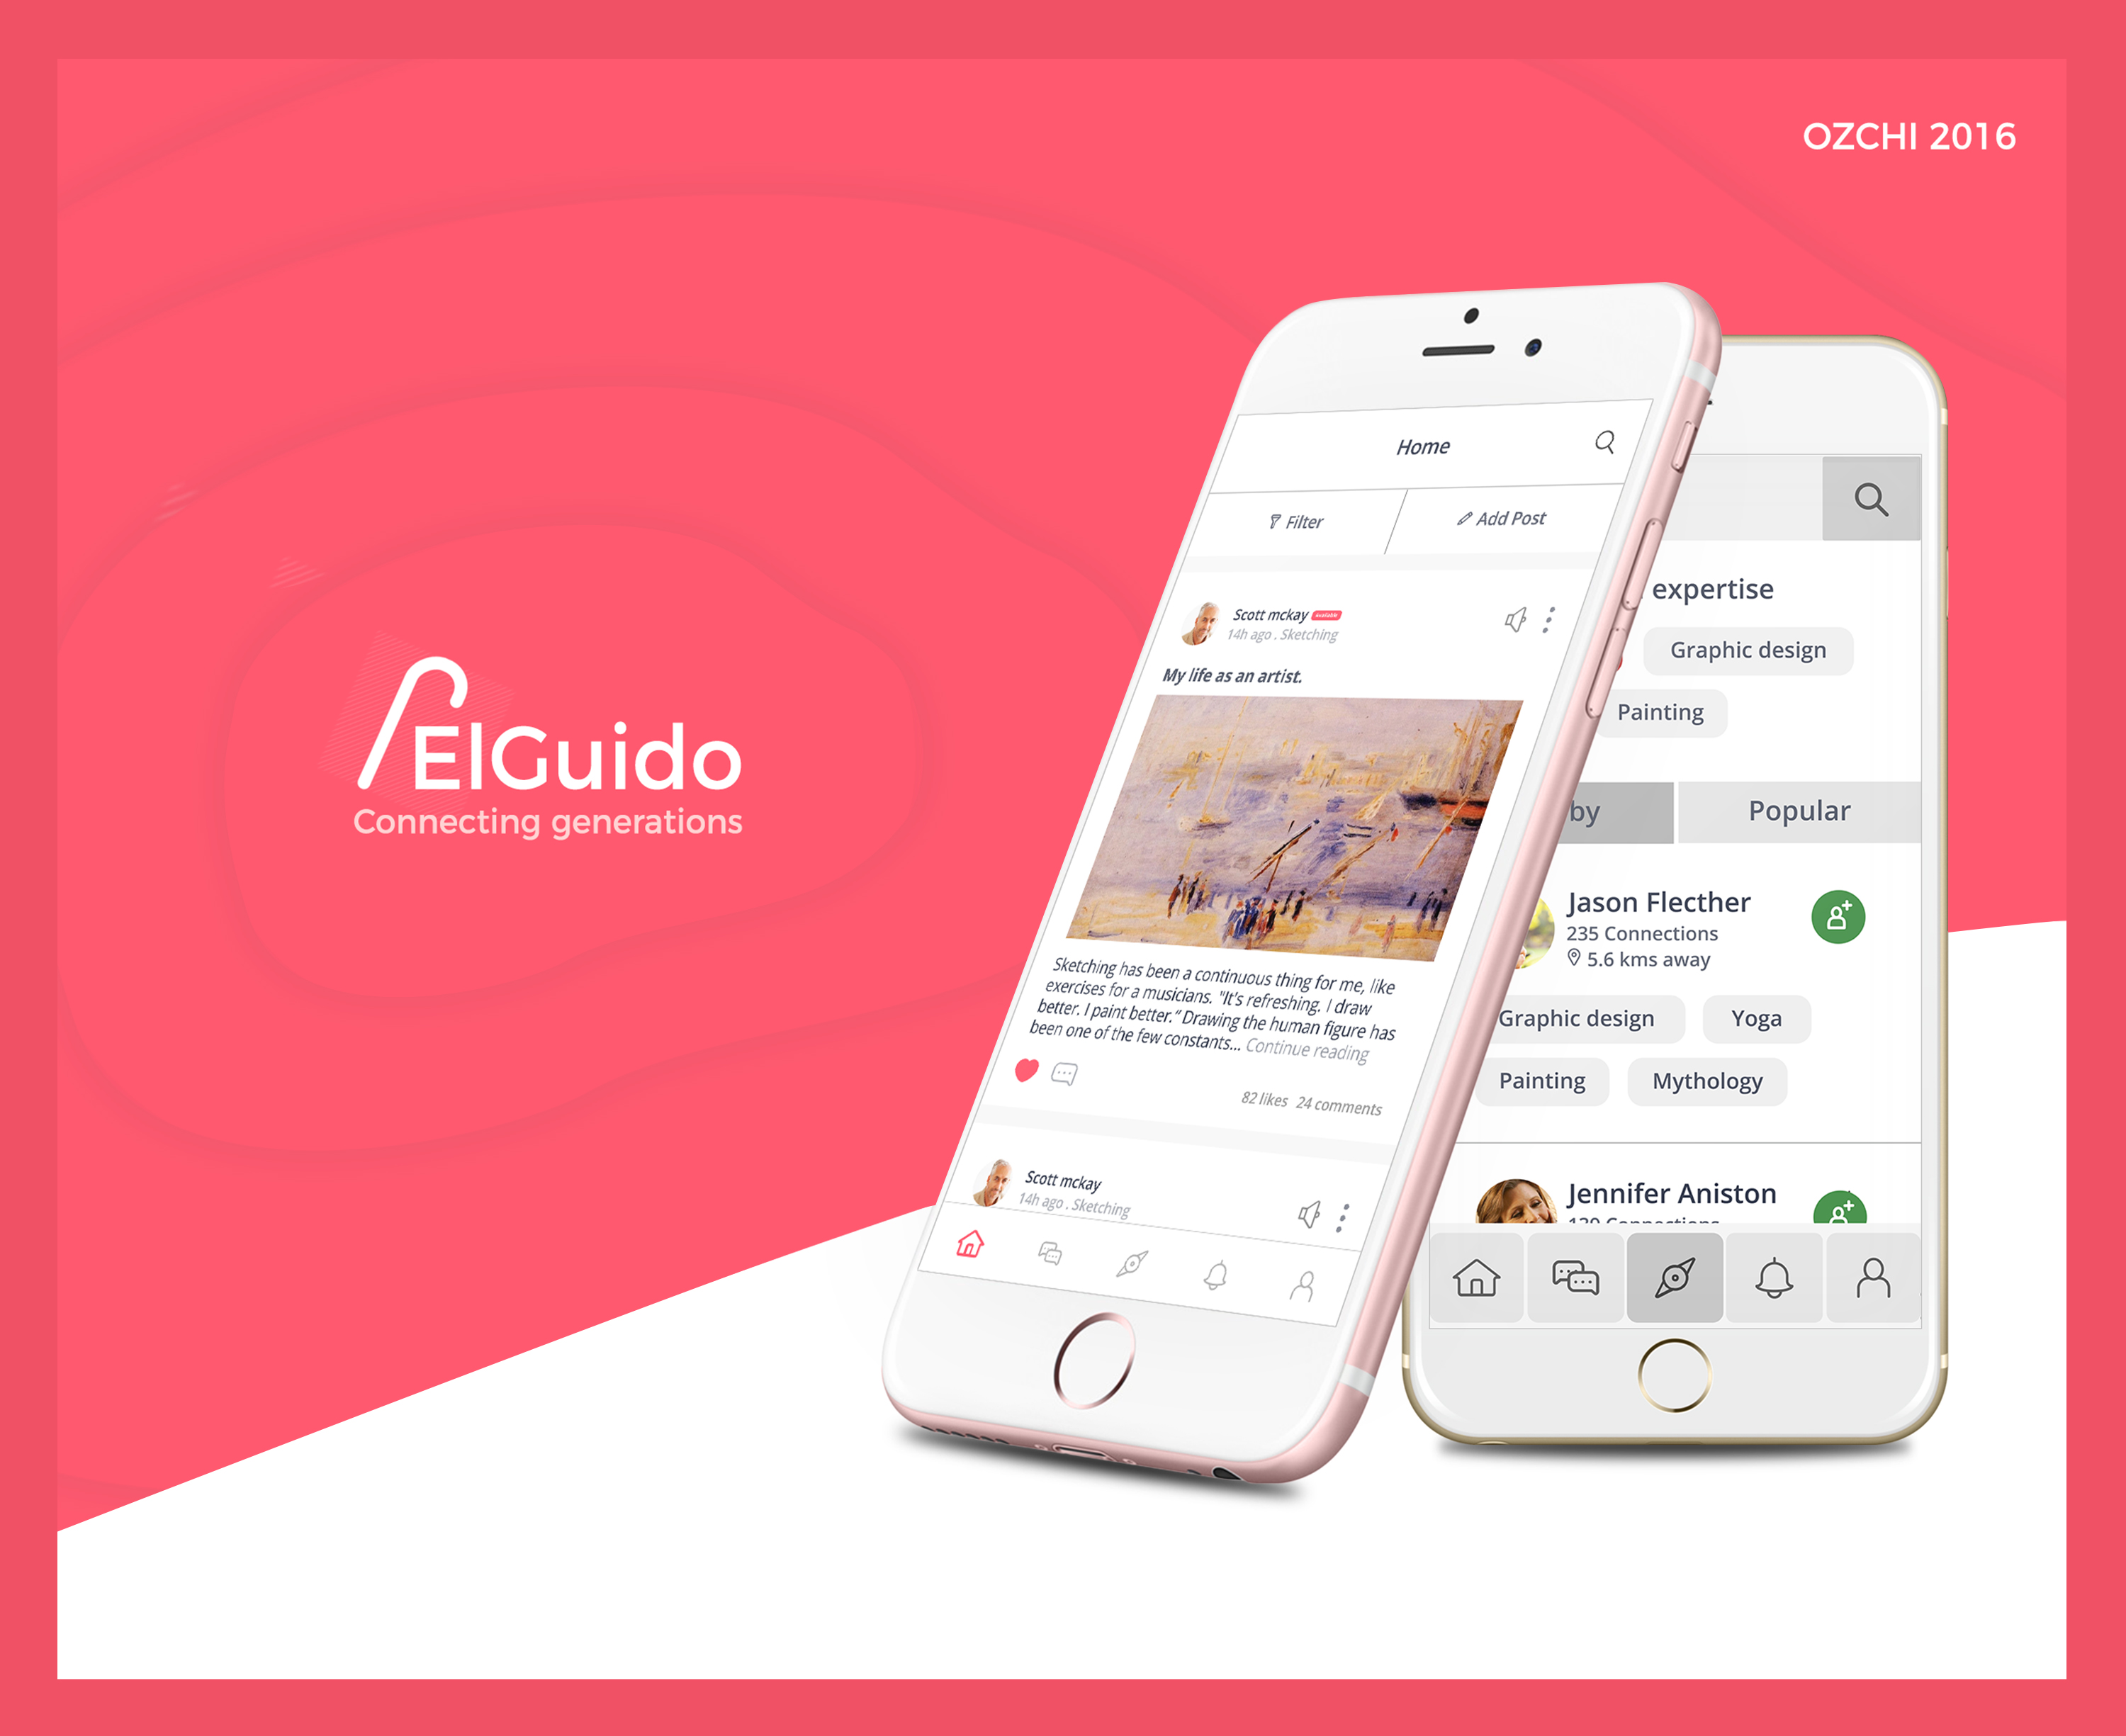 OZCHI 2016
ElGuido
Connecting generations
Home
Filter
Add Post
Scott mckay Available
14h ago . Sketching
My life as an artist.
Sketching has been a continuous thing for me, like
exercises for a musicians. "It's refreshing. I draw
better. I paint better.” Drawing the human figure has
been one of the few constants... Continue reading
82 likes 24 comments
Scott mckay
14h ago . Sketching
expertise
Graphic design
Painting
by
Popular
Jason Flecther
235 Connections
5.6 kms away
Graphic design
Yoga
Painting
Mythology
Jennifer Aniston